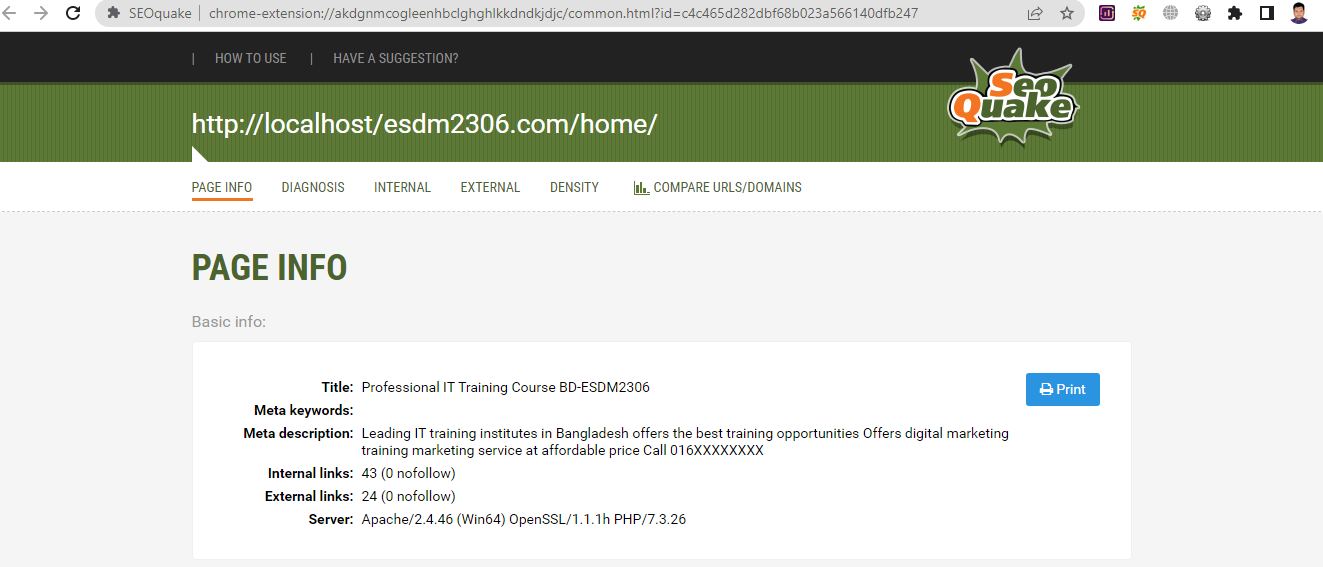 SEOquake | chrome-extension://akdgnmcogleenhbclghghlkkdndkjdjc/common.html?id=c4c465d282dbf68b023a566140dfb247
| HOW TO USE | HAVE A SUGGESTION?
Seo
Quake
http://localhost/esdm2306.com/home/
PAGE INFO DIAGNOSIS INTERNAL EXTERNAL DENSITY COMPARE URLS/DOMAINS
PAGE INFO
Basic info:
Title: Professional IT Training Course BD-ESDM2306
Print
Meta keywords:
Meta description: Leading IT training institutes in Bangladesh offers the best training opportunities Offers digital marketing
training marketing service at affordable price Call 016XXXXXXXX
Internal links: 43 (0 nofollow)
External links: 24 (0 nofollow)
Server: Apache/2.4.46 (Win64) OpenSSL/1.1.1h PHP/7.3.26